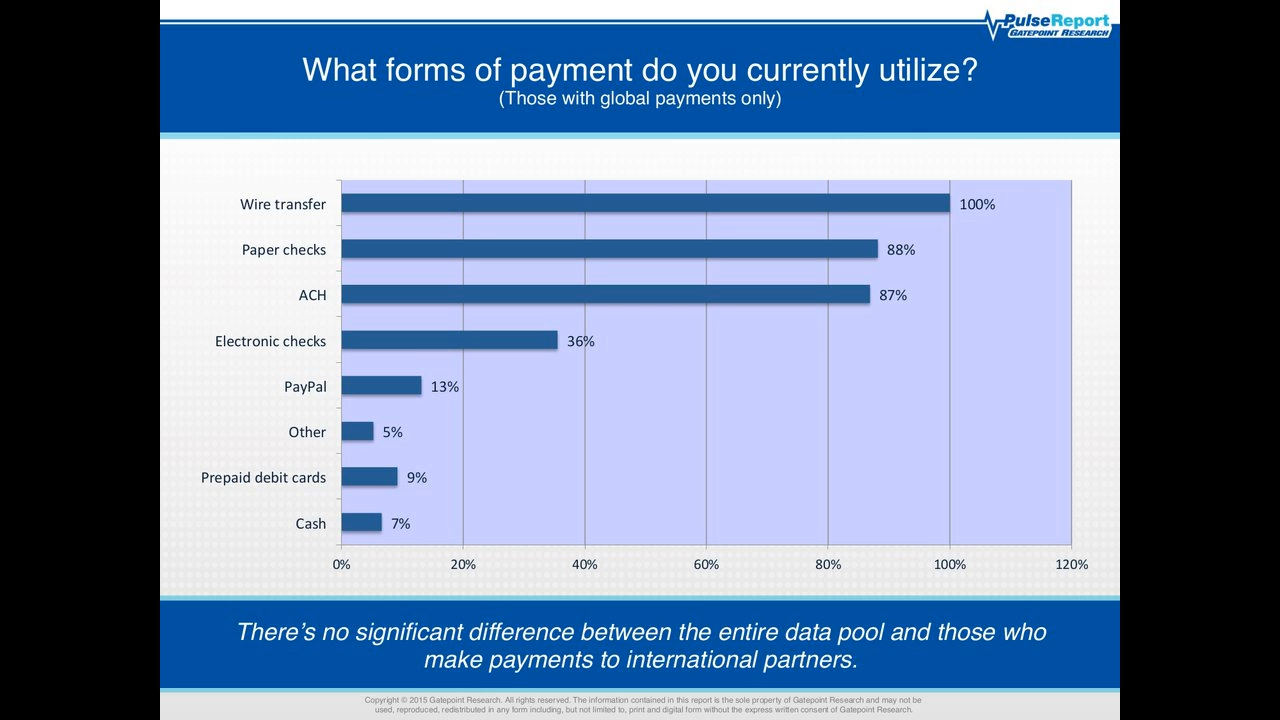 PulseReport
GATEPOINT RESEARCH
What forms of payment do you currently utilize?
(Those with global payments only)
Wire transfer 100%
Paper checks 88%
ACH 87%
Electronic checks 36%
PayPal 13%
Other 5%
Prepaid debit cards 9%
Cash 7%
0% 20% 40% 60% 80% 100% 120%
There's no significant difference between the entire data pool and those who
make payments to international partners.
Copyright © 2015 Gatepoint Research. All rights reserved. The information contained in this report is the sole property of Gatepoint Research and may not be
used, reproduced, redistributed in any form including, but not limited to, print and digital form without the express written consent of Gatepoint Research.